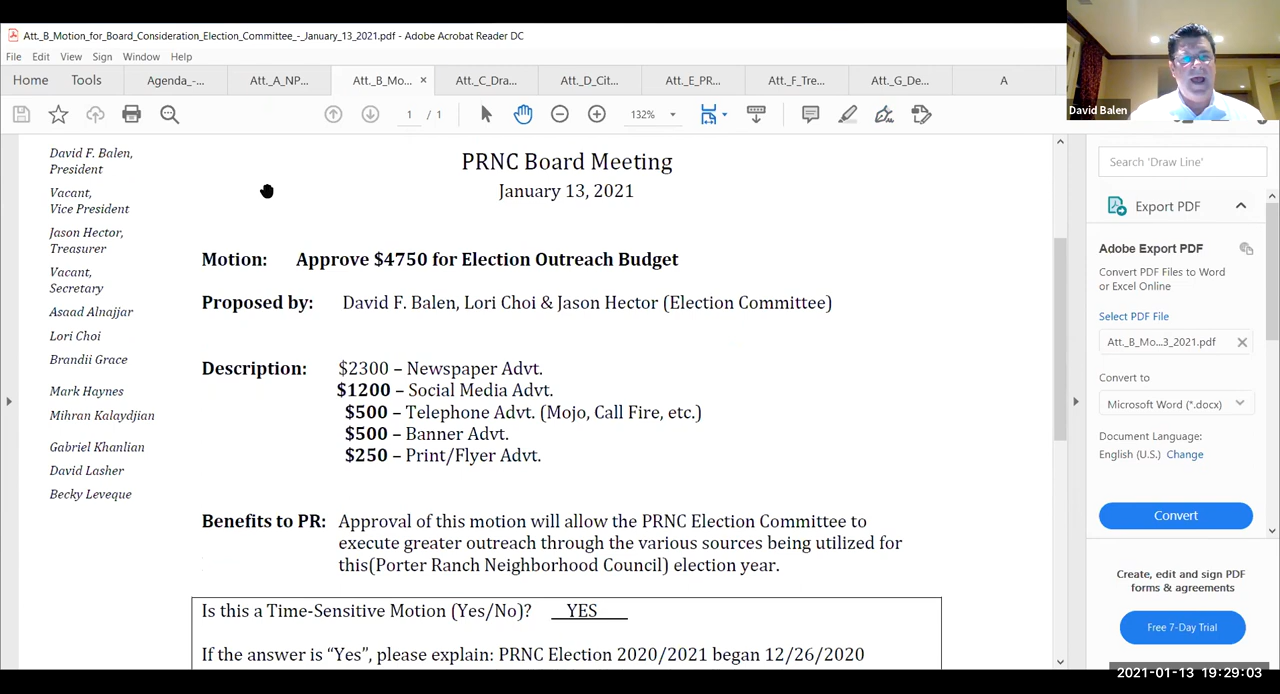 Att._B_Motion_for_Board_Consideration_Election_Committee_-_January_13_2021.pdf - Adobe Acrobat Reader DC
File Edit View Sign Window Help
Home Tools Agenda_-... Att._A_NP... Att._B_Mo... × Att._C_Dra... Att._D_Cit... Att._E_PR... Att._F_Tre... Att._G_De... A
1 / 1 132%
David Balen
David F. Balen,
President
Vacant,
Vice President
Jason Hector,
Treasurer
Vacant,
Secretary
Asaad Alnajjar
Lori Choi
Brandii Grace
Mark Haynes
Mihran Kalaydjian
Gabriel Khanlian
David Lasher
Becky Leveque
PRNC Board Meeting
January 13, 2021
Motion: Approve $4750 for Election Outreach Budget
Proposed by: David F. Balen, Lori Choi & Jason Hector (Election Committee)
Description: $2300 – Newspaper Advt.
$1200 – Social Media Advt.
$500 – Telephone Advt. (Mojo, Call Fire, etc.)
$500 – Banner Advt.
$250 – Print/Flyer Advt.
Benefits to PR: Approval of this motion will allow the PRNC Election Committee to
execute greater outreach through the various sources being utilized for
this(Porter Ranch Neighborhood Council) election year.
Is this a Time-Sensitive Motion (Yes/No)? __YES____
If the answer is “Yes”, please explain: PRNC Election 2020/2021 began 12/26/2020
Search 'Draw Line'
Export PDF
Adobe Export PDF
Convert PDF Files to Word
or Excel Online
Select PDF File
Att._B_Mo...3_2021.pdf
Convert to
Microsoft Word (*.docx)
Document Language:
English (U.S.) Change
Convert
Create, edit and sign PDF
forms & agreements
Free 7-Day Trial
2021-01-13 19:29:03